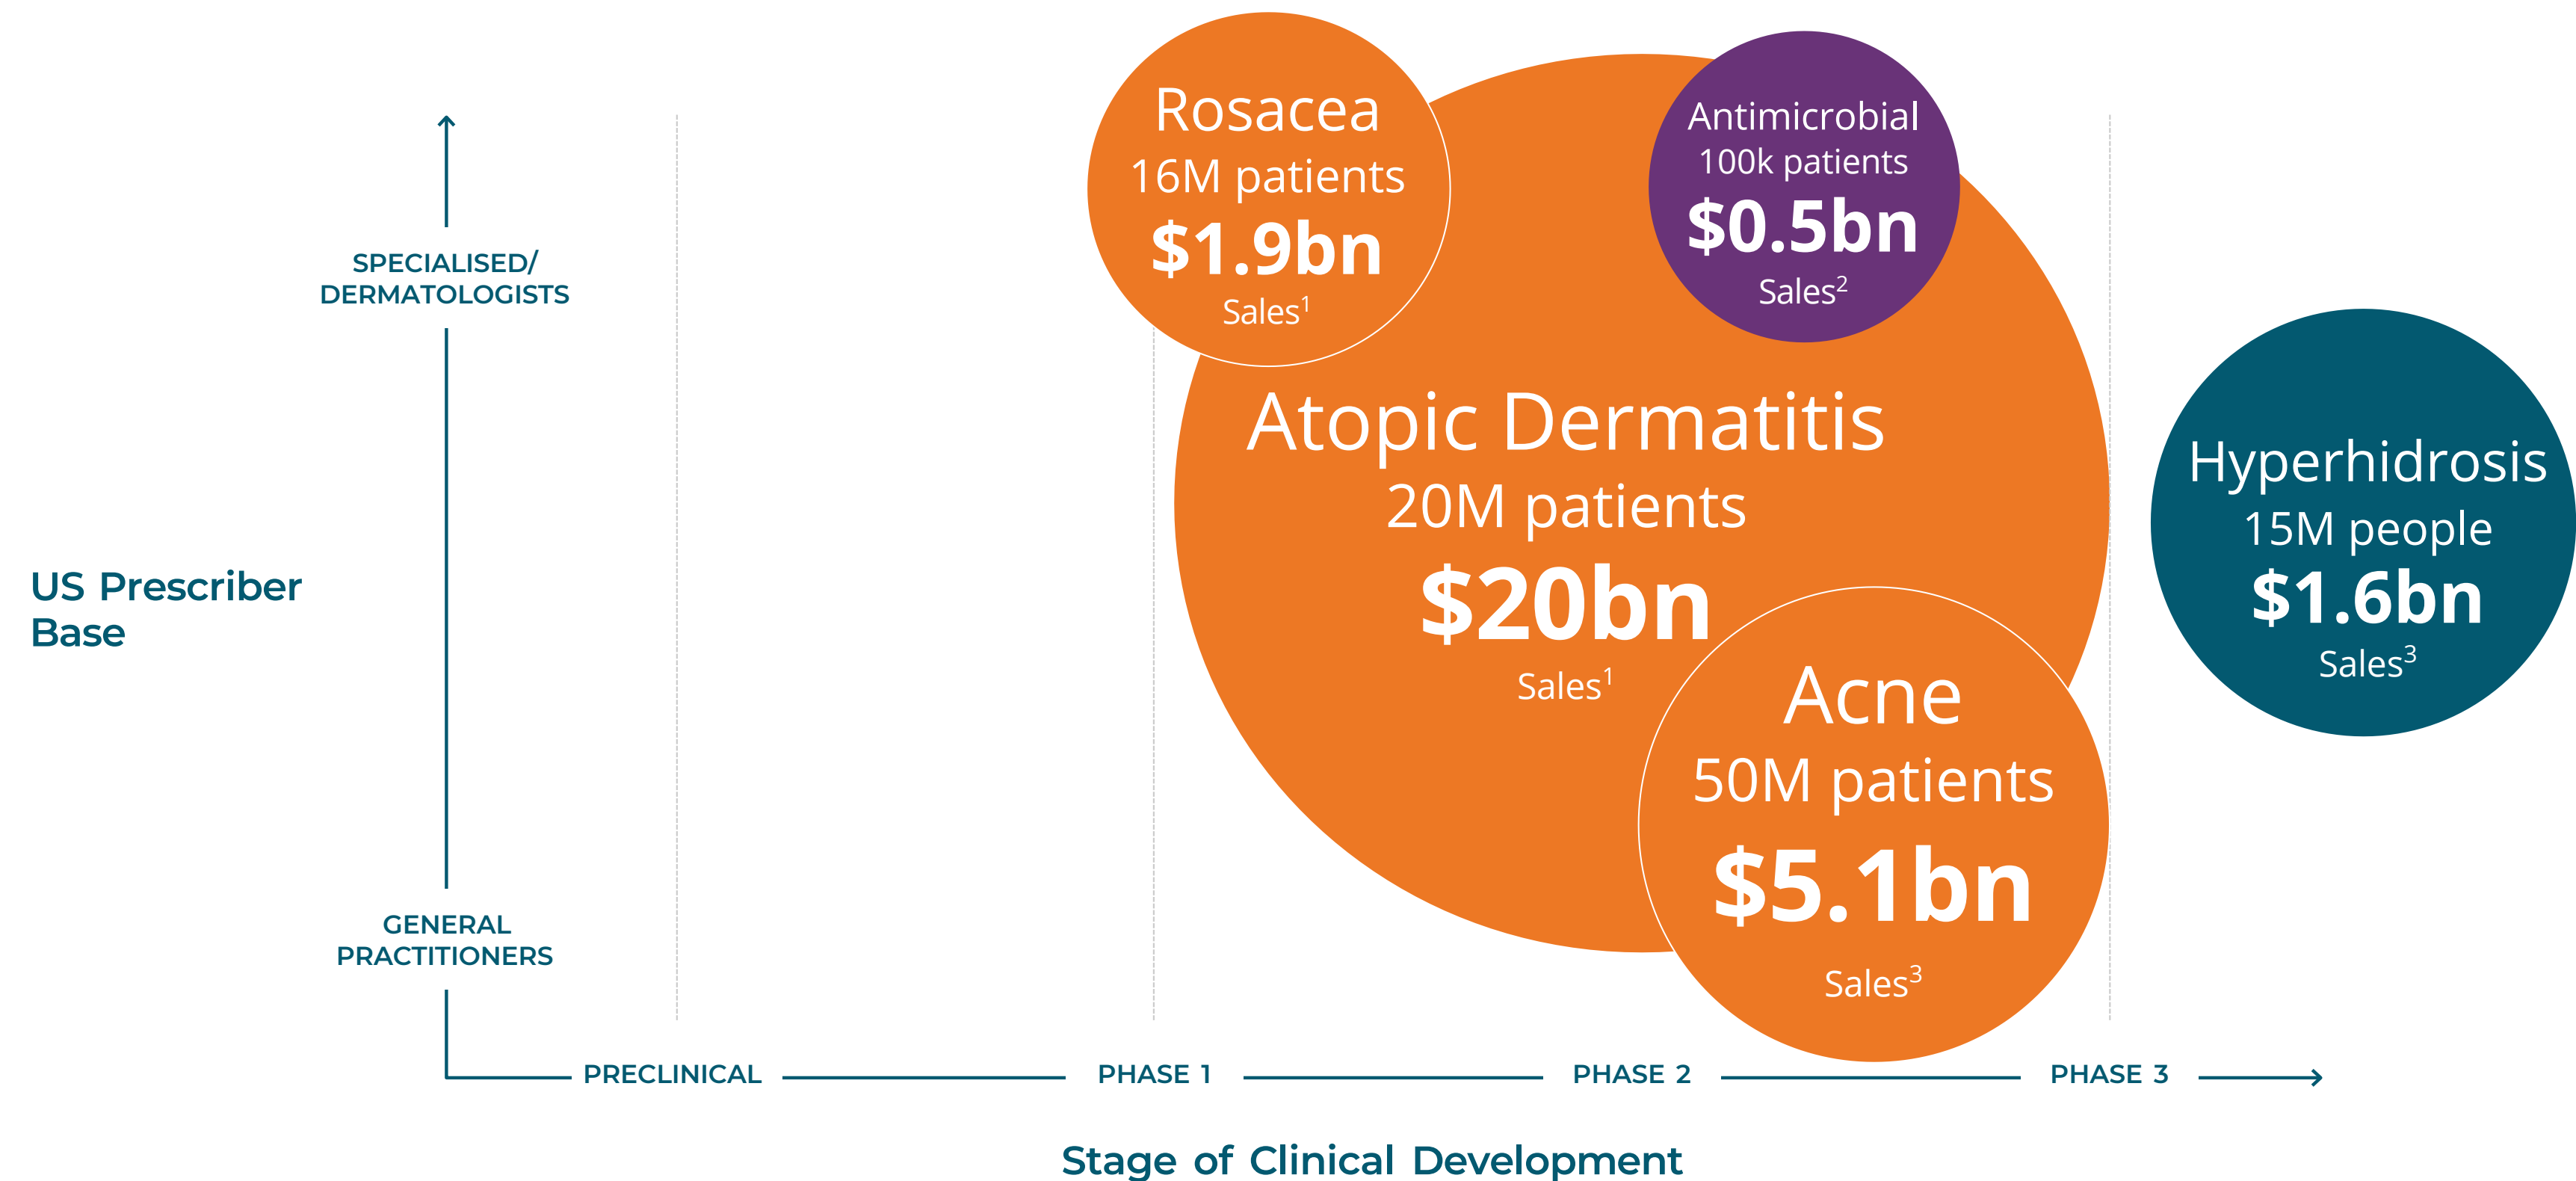 Rosacea
16M patients
$1.9bn
Sales¹
Antimicrobial
100k patients
$0.5bn
Sales²
SPECIALISED/
DERMATOLOGISTS
Atopic Dermatitis
20M patients
$20bn
Sales¹
Hyperhidrosis
15M people
$1.6bn
Sales³
US Prescriber
Base
Acne
50M patients
$5.1bn
Sales³
GENERAL
PRACTITIONERS
PRECLINICAL
PHASE 1
PHASE 2
PHASE 3
Stage of Clinical Development